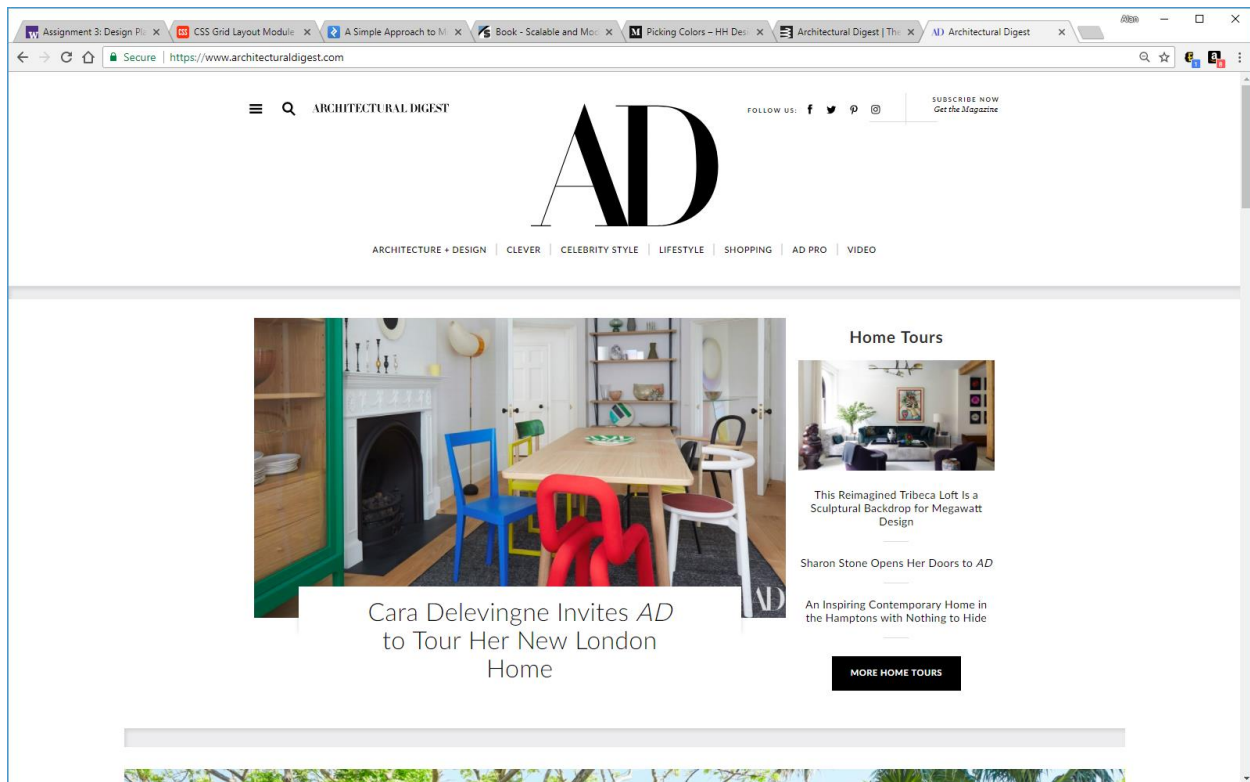 Alan
Assignment 3: Design Pla
CSS Grid Layout Module
A Simple Approach to M
Book - Scalable and Moc
Picking Colors – HH Desi
Architectural Digest | The
Architectural Digest
Secure | https://www.architecturaldigest.com
ARCHITECTURAL DIGEST
AD
FOLLOW US:
SUBSCRIBE NOW
Get the Magazine
ARCHITECTURE + DESIGN | CLEVER | CELEBRITY STYLE | LIFESTYLE | SHOPPING | AD PRO | VIDEO
AD
Cara Delevingne Invites AD
to Tour Her New London
Home
Home Tours
This Reimagined Tribeca Loft Is a
Sculptural Backdrop for Megawatt
Design
Sharon Stone Opens Her Doors to AD
An Inspiring Contemporary Home in
the Hamptons with Nothing to Hide
MORE HOME TOURS